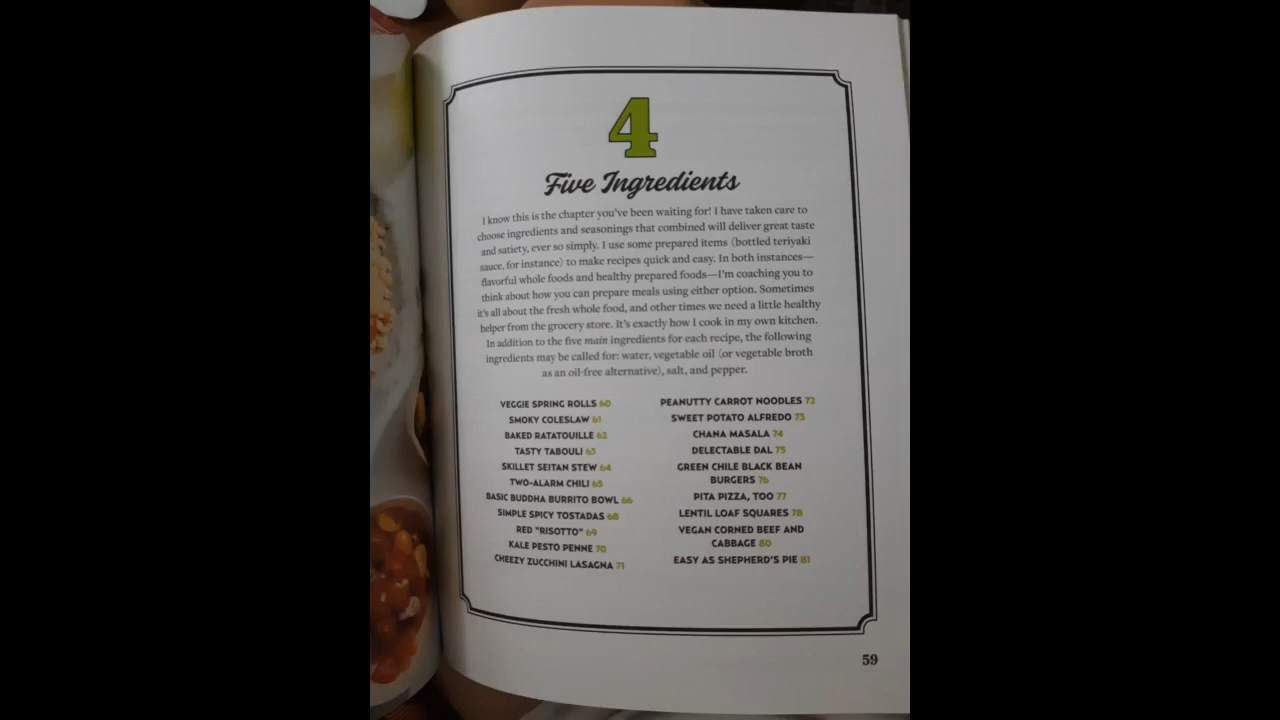 4
Five Ingredients
I know this is the chapter you've been waiting for! I have taken care to
choose ingredients and seasonings that combined will deliver great taste
and satiety, ever so simply. I use some prepared items (bottled teriyaki
sauce, for instance) to make recipes quick and easy. In both instances—
flavorful whole foods and healthy prepared foods—I'm coaching you to
think about how you can prepare meals using either option. Sometimes
it's all about the fresh whole food, and other times we need a little healthy
helper from the grocery store. It's exactly how I cook in my own kitchen.
In addition to the five main ingredients for each recipe, the following
ingredients may be called for: water, vegetable oil (or vegetable broth
as an oil-free alternative), salt, and pepper.
VEGGIE SPRING ROLLS 60
SMOKY COLESLAW 61
BAKED RATATOUILLE 62
TASTY TABOULI 63
SKILLET SEITAN STEW 64
TWO-ALARM CHILI 65
BASIC BUDDHA BURRITO BOWL 66
SIMPLE SPICY TOSTADAS 68
RED "RISOTTO" 69
KALE PESTO PENNE 70
CHEEZY ZUCCHINI LASAGNA 71
PEANUTTY CARROT NOODLES 72
SWEET POTATO ALFREDO 73
CHANA MASALA 74
DELECTABLE DAL 75
GREEN CHILE BLACK BEAN
BURGERS 76
PITA PIZZA, TOO 77
LENTIL LOAF SQUARES 78
VEGAN CORNED BEEF AND
CABBAGE 80
EASY AS SHEPHERD'S PIE 81
59